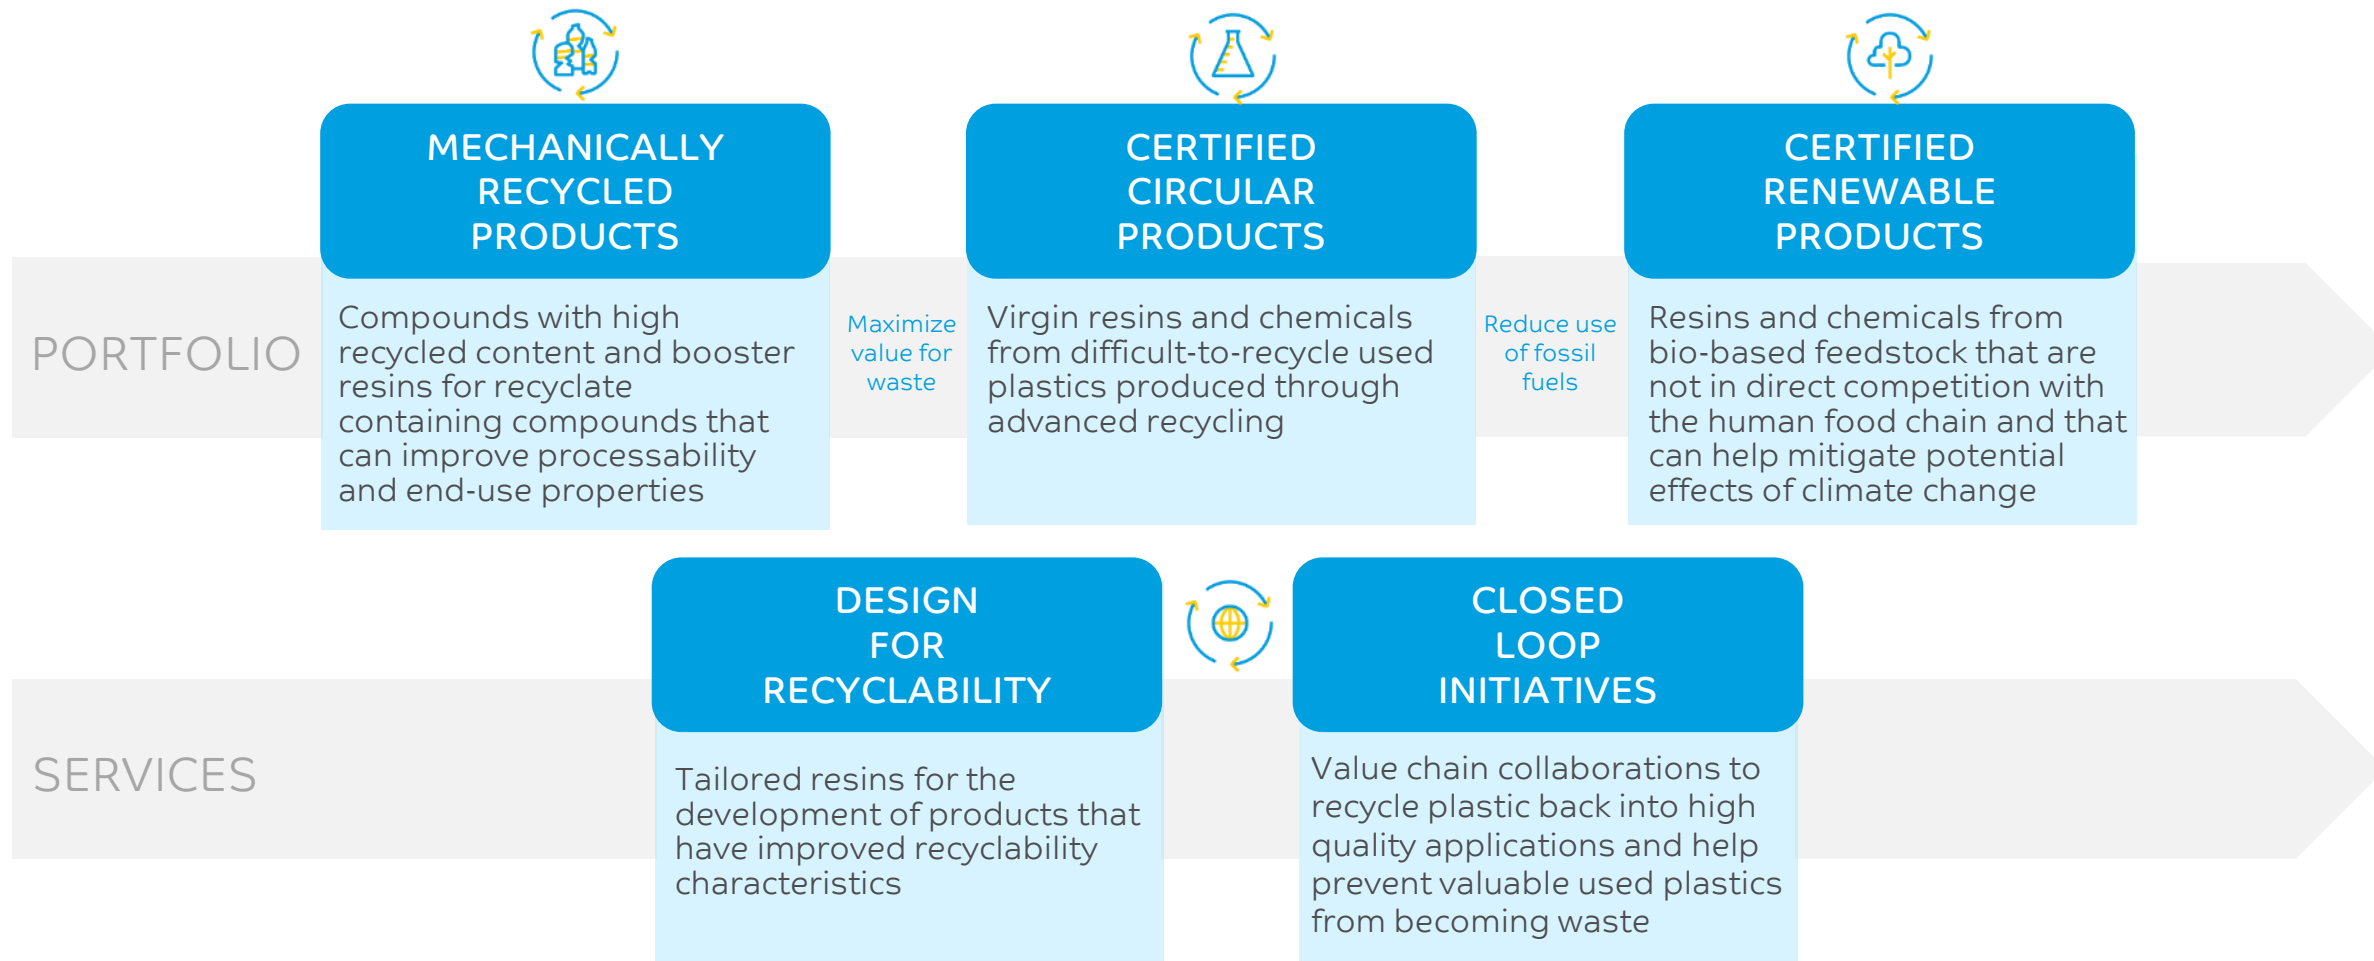 MECHANICALLY
RECYCLED
PRODUCTS
CERTIFIED
CIRCULAR
PRODUCTS
CERTIFIED
RENEWABLE
PRODUCTS
PORTFOLIO
Compounds with high
recycled content and booster
resins for recyclate
containing compounds that
can improve processability
and end-use properties
Maximize
value for
waste
Virgin resins and chemicals
from difficult-to-recycle used
plastics produced through
advanced recycling
Reduce use
of fossil
fuels
Resins and chemicals from
bio-based feedstock that are
not in direct competition with
the human food chain and that
can help mitigate potential
effects of climate change
DESIGN
FOR
RECYCLABILITY
CLOSED
LOOP
INITIATIVES
SERVICES
Tailored resins for the
development of products that
have improved recyclability
characteristics
Value chain collaborations to
recycle plastic back into high
quality applications and help
prevent valuable used plastics
from becoming waste